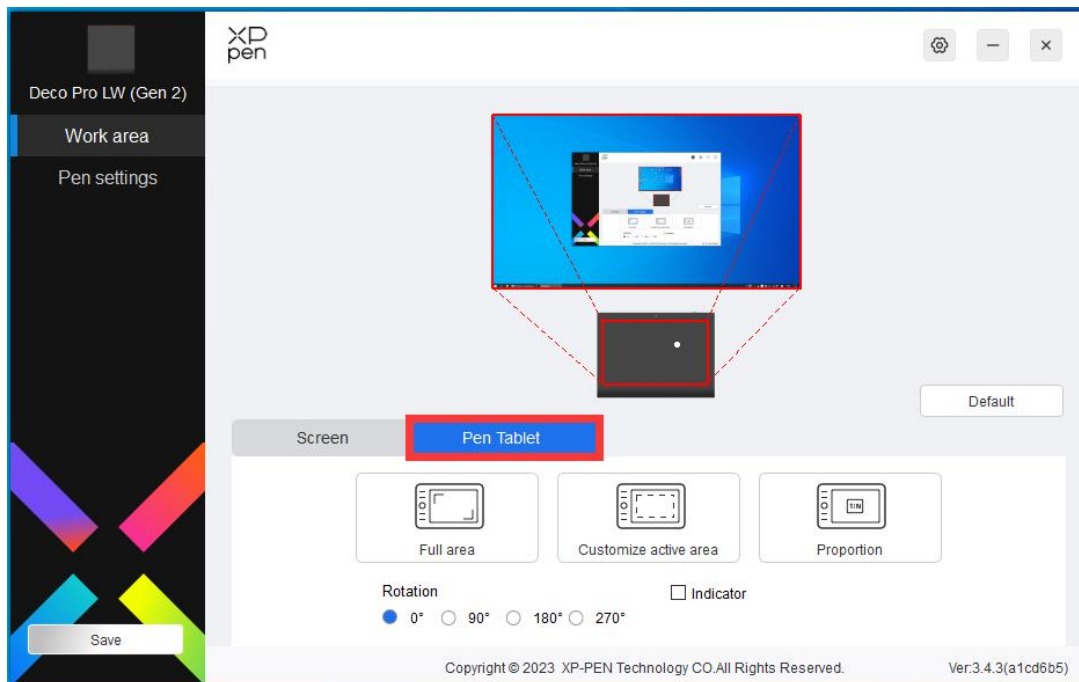 XP
pen
Deco Pro LW (Gen 2)
Work area
Pen settings
Default
Screen
Pen Tablet
1:N
Full area
Customize active area
Proportion
Rotation
Indicator
0°
90°
180°
270°
Save
Copyright © 2023 XP-PEN Technology CO.All Rights Reserved.
Ver:3.4.3(a1cd6b5)